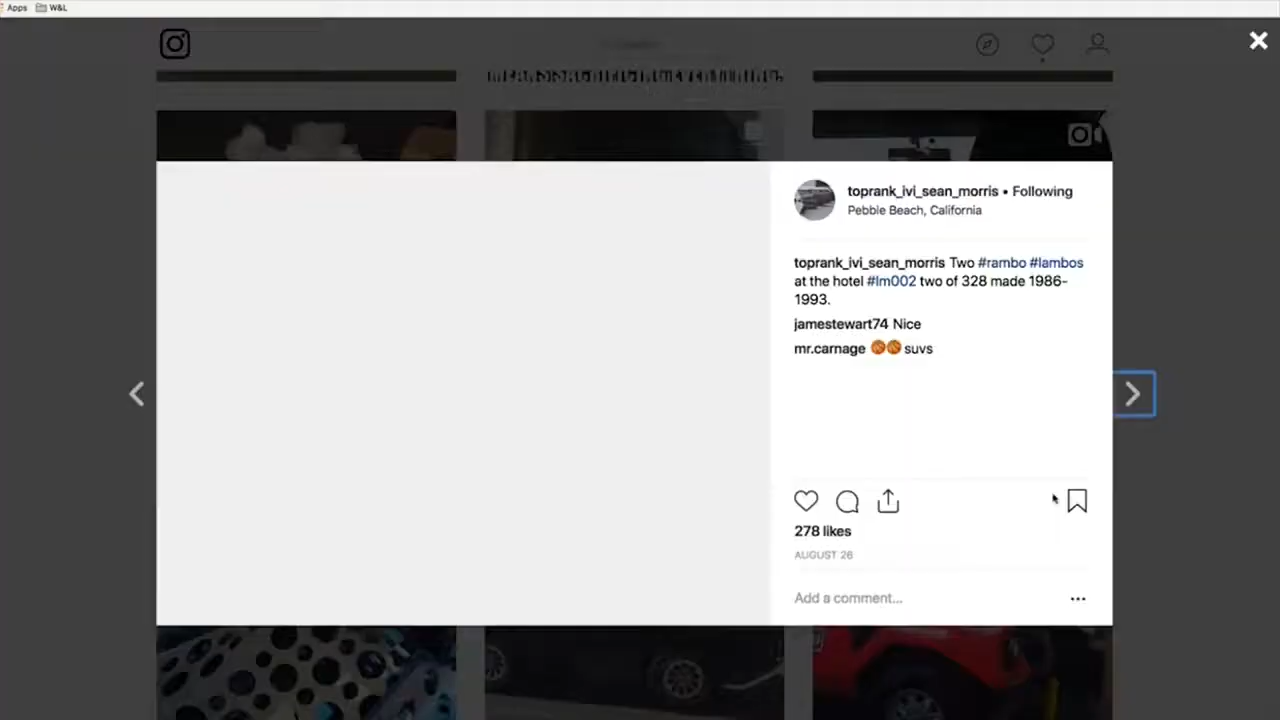 Apps W&L
toprank_ivi_sean_morris • Following
Pebble Beach, California
toprank_ivi_sean_morris Two #rambo #lambos
at the hotel #lm002 two of 328 made 1986-
1993.
jamestewart74 Nice
mr.carnage 🏀🏀 suvs
278 likes
AUGUST 26
Add a comment...